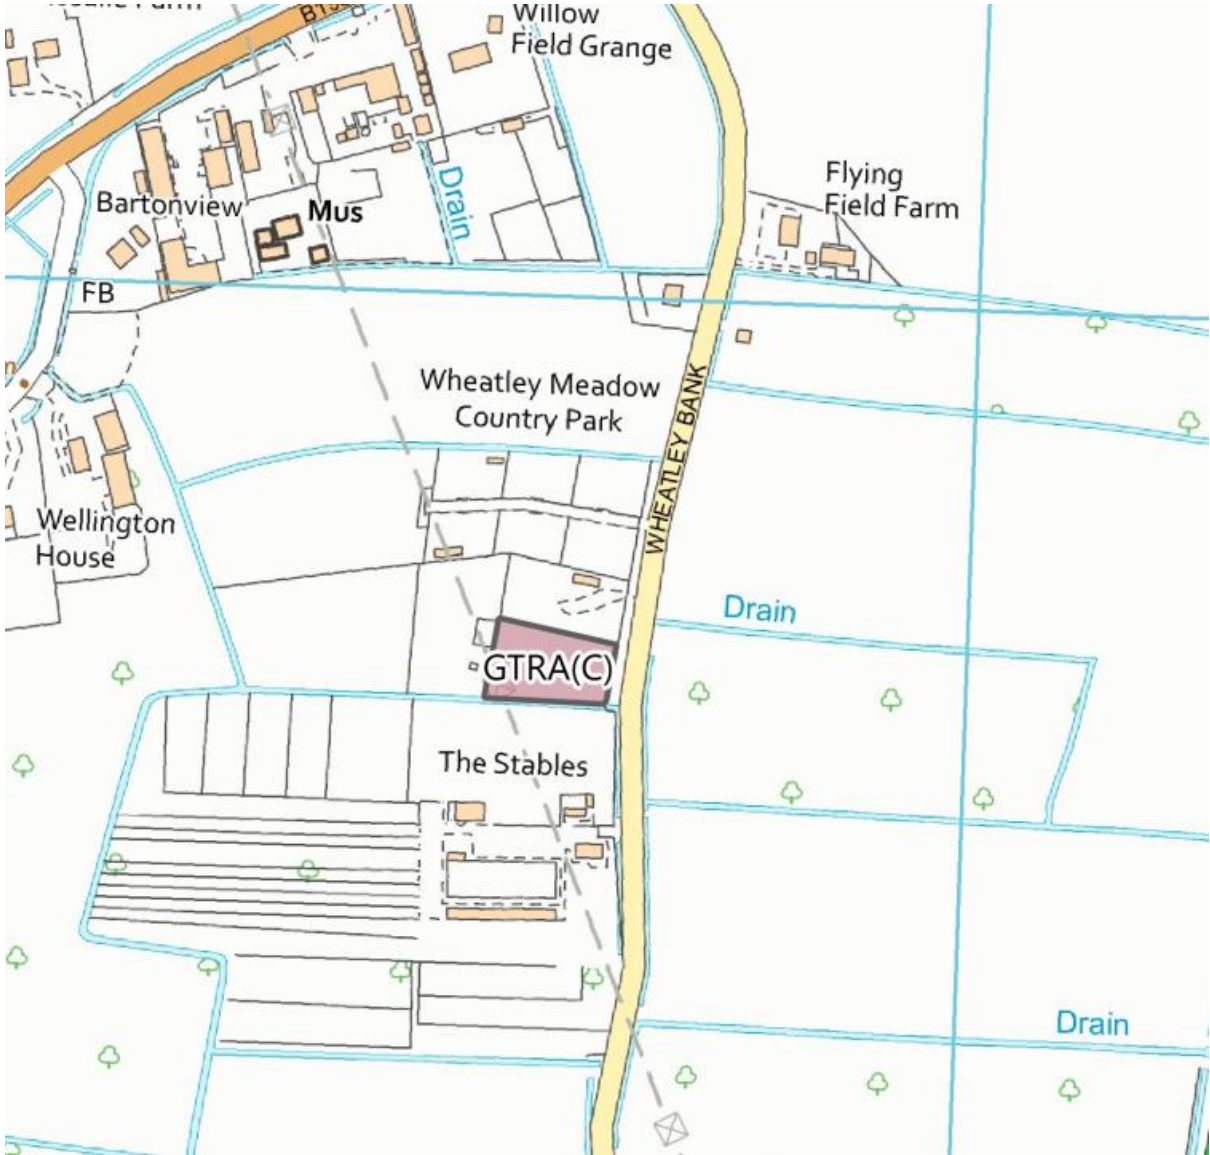 Willow
Field Grange
Flying
Field Farm
Bartonview
Mus
Drain
FB
Wheatley Meadow
Country Park
WHEATLEY BANK
Wellington
House
Drain
GTRA(C)
The Stables
Drain